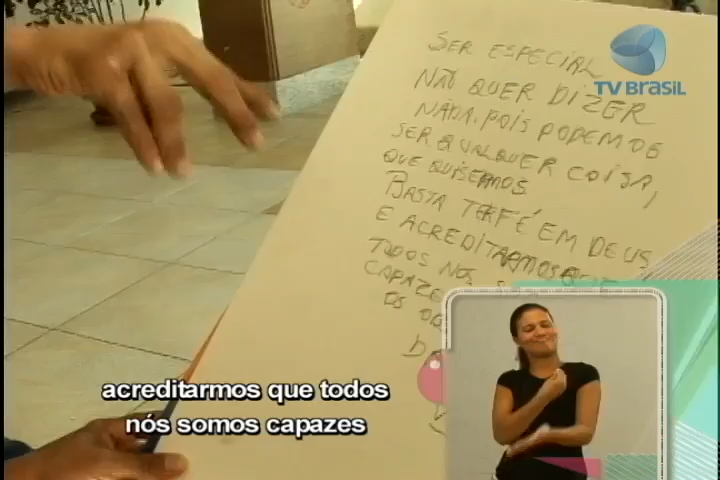 SER ESPECIAL
NÃO QUER DIZER
NADA. POIS PODEMOS
SER QUALQUER COISA,
QUE QUISERMOS.
BASTA TER FÉ EM DEUS,
E ACREDITARMOS QUE
TODOS NÓS
TV BRASIL
acreditarmos que todos
nós somos capazes